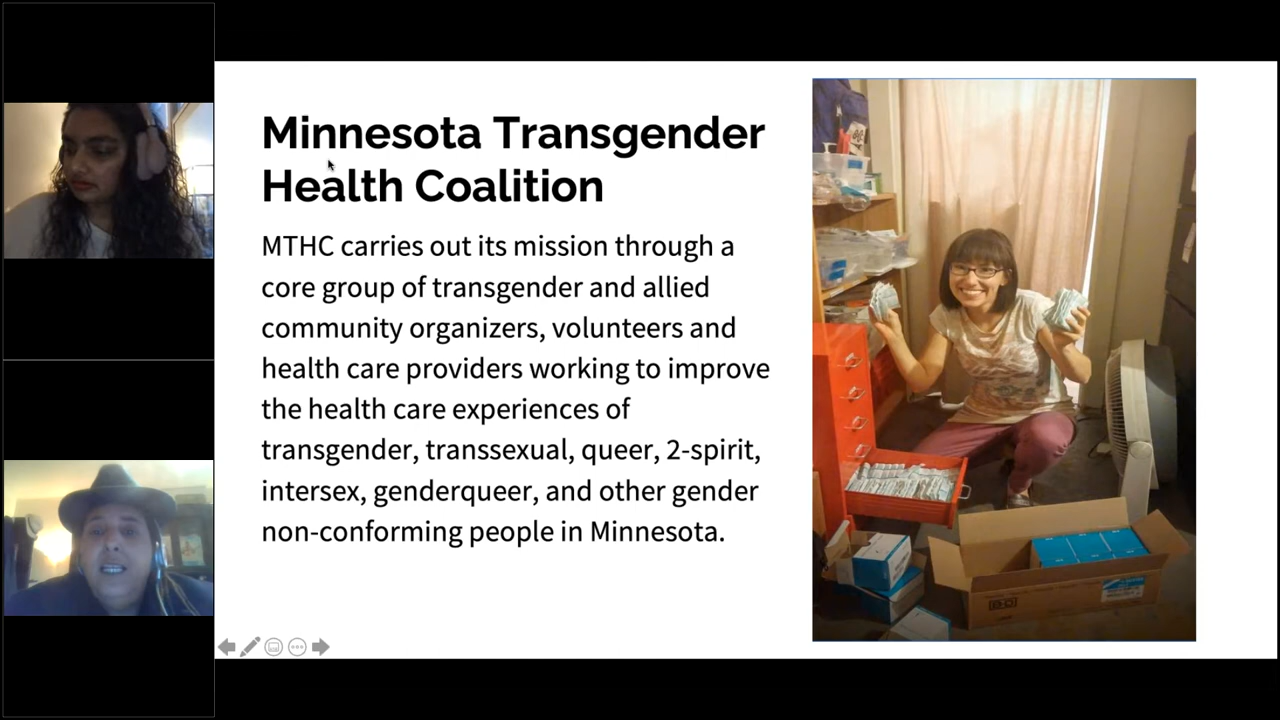 Minnesota Transgender
Health Coalition
MTHC carries out its mission through a
core group of transgender and allied
community organizers, volunteers and
health care providers working to improve
the health care experiences of
transgender, transsexual, queer, 2-spirit,
intersex, genderqueer, and other gender
non-conforming people in Minnesota.